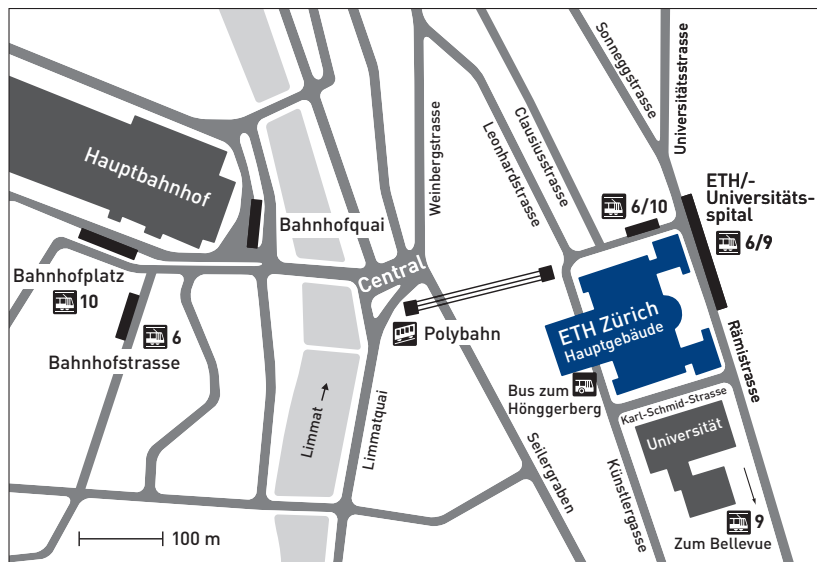 Sonneggstrasse
Universitätsstrasse
Clausiusstrasse
Leonhardstrasse
Weinbergstrasse
Hauptbahnhof
ETH/-
Universitäts-
spital
6/10
6/9
Bahnhofquai
Central
Bahnhofplatz
10
6
Bahnhofstrasse
Polybahn
ETH Zürich
Hauptgebäude
Rämistrasse
Bus zum
Hönggerberg
Karl-Schmid-Strasse
Universität
Limmat →
Limmatquai
Seilergraben
Künstlergasse
9
Zum Bellevue
100 m